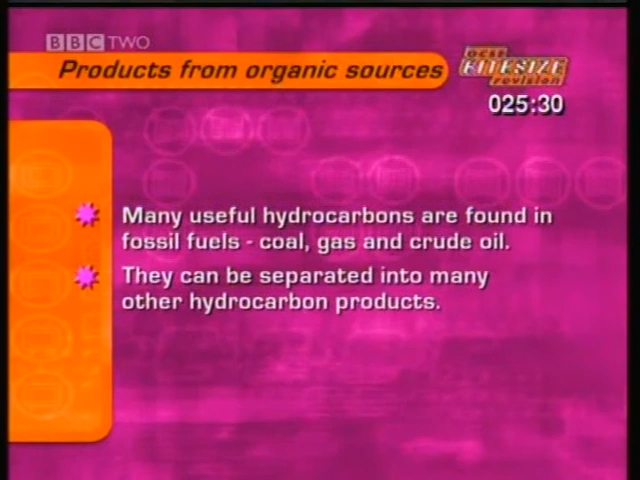 BBC TWO
Products from organic sources
GCSE
BITESIZE
revision
025:30
Many useful hydrocarbons are found in
fossil fuels - coal, gas and crude oil.
They can be separated into many
other hydrocarbon products.